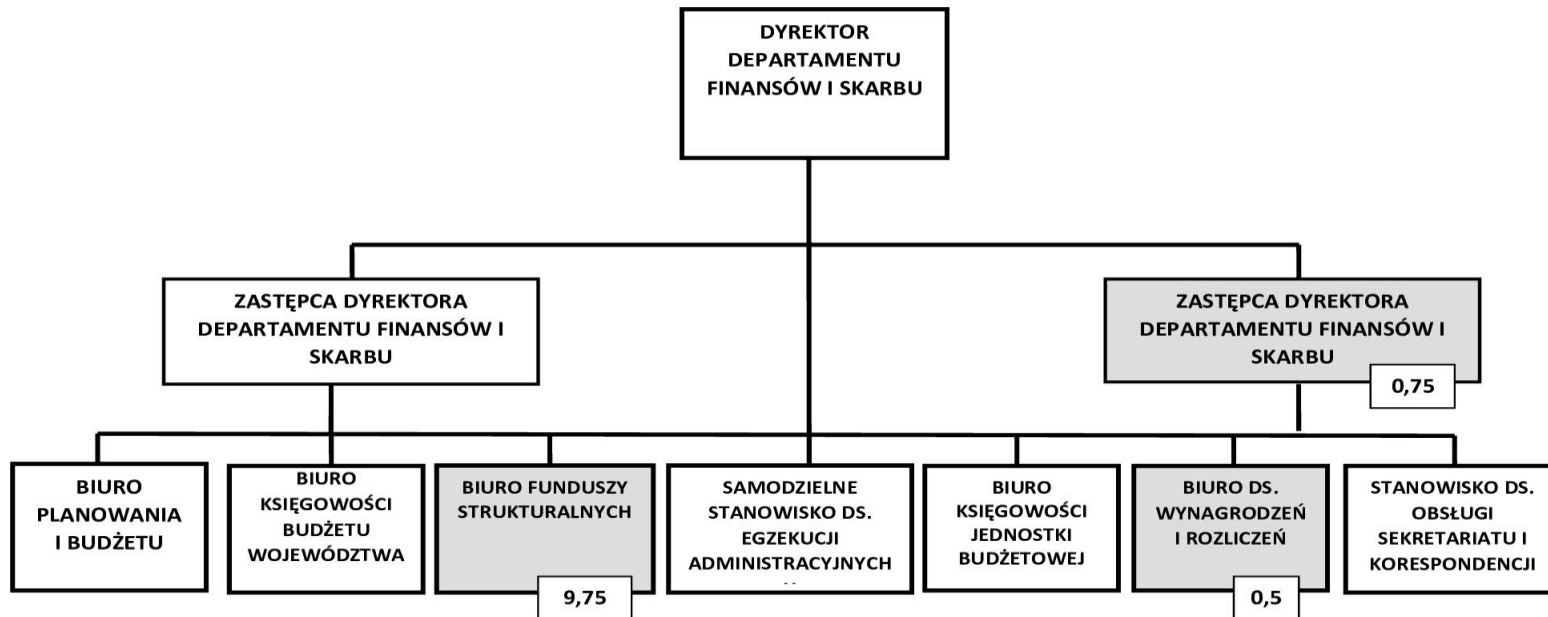 DYREKTOR
DEPARTAMENTU
FINANSÓW I SKARBU
ZASTĘPCA DYREKTORA
DEPARTAMENTU FINANSÓW I
SKARBU
ZASTĘPCA DYREKTORA
DEPARTAMENTU FINANSÓW I
SKARBU
0,75
BIURO
PLANOWANIA
I BUDŻETU
BIURO
KSIĘGOWOŚCI
BUDŻETU
WOJEWÓDZTWA
BIURO FUNDUSZY
STRUKTURALNYCH
9,75
SAMODZIELNE
STANOWISKO DS.
EGZEKUCJI
ADMINISTRACYJNYCH
BIURO
KSIĘGOWOŚCI
JEDNOSTKI
BUDŻETOWEJ
BIURO DS.
WYNAGRODZEŃ
I ROZLICZEŃ
0,5
STANOWISKO DS.
OBSŁUGI
SEKRETARIATU I
KORESPONDENCJI